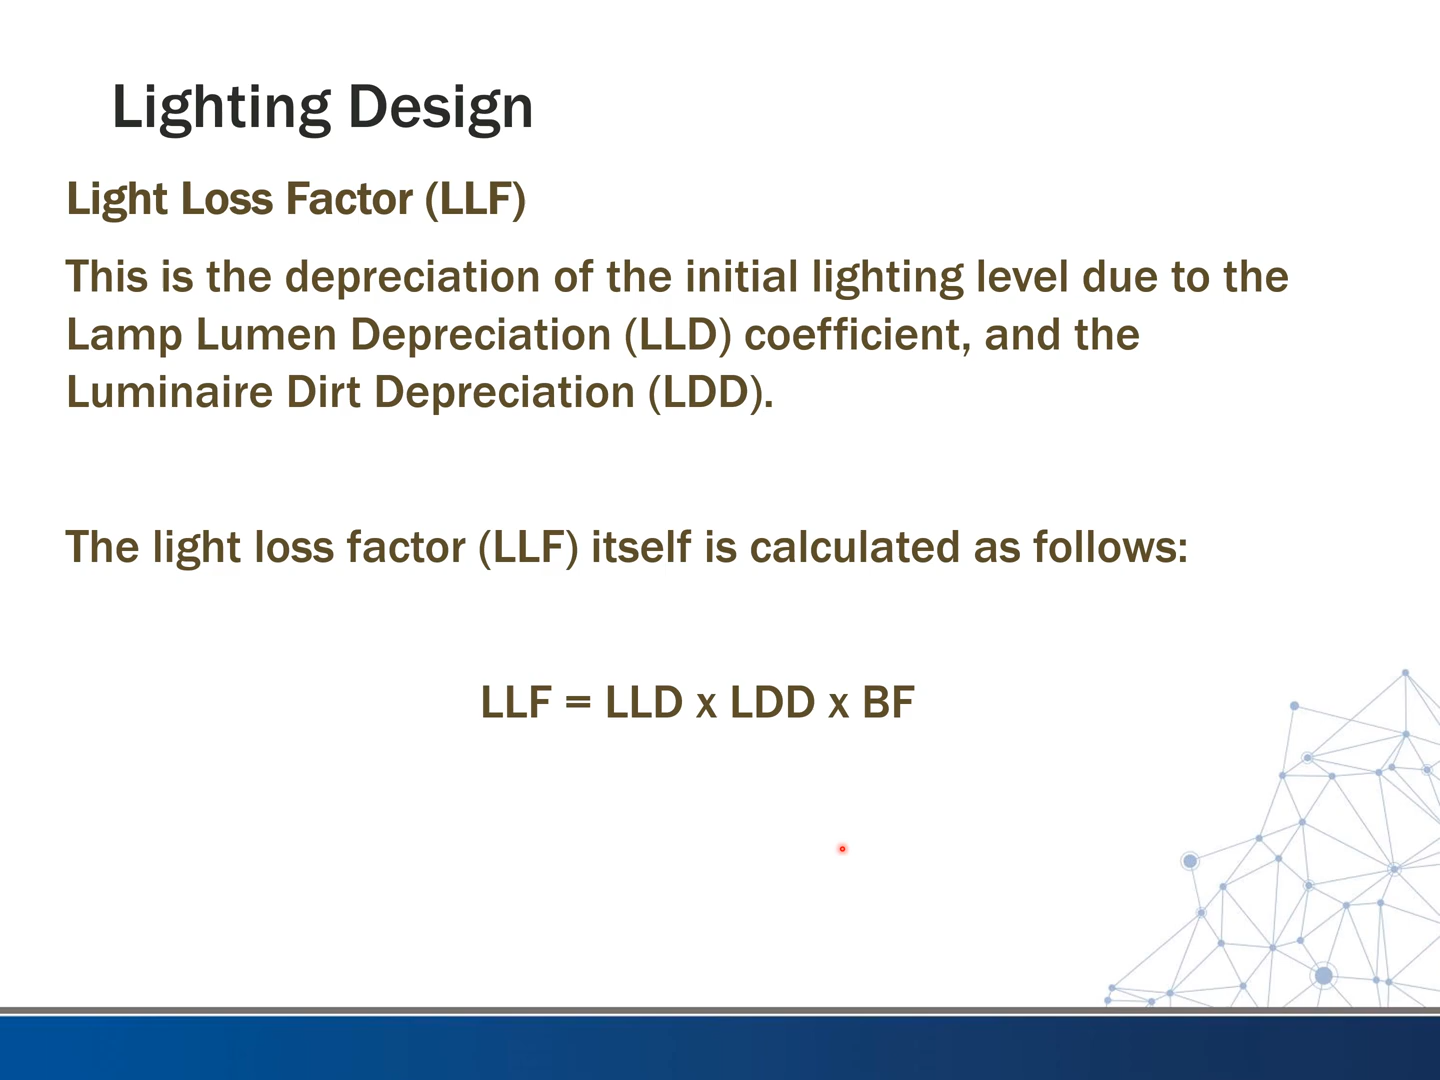 Lighting Design
Light Loss Factor (LLF)
This is the depreciation of the initial lighting level due to the
Lamp Lumen Depreciation (LLD) coefficient, and the
Luminaire Dirt Depreciation (LDD).
The light loss factor (LLF) itself is calculated as follows:
LLF = LLD x LDD x BF